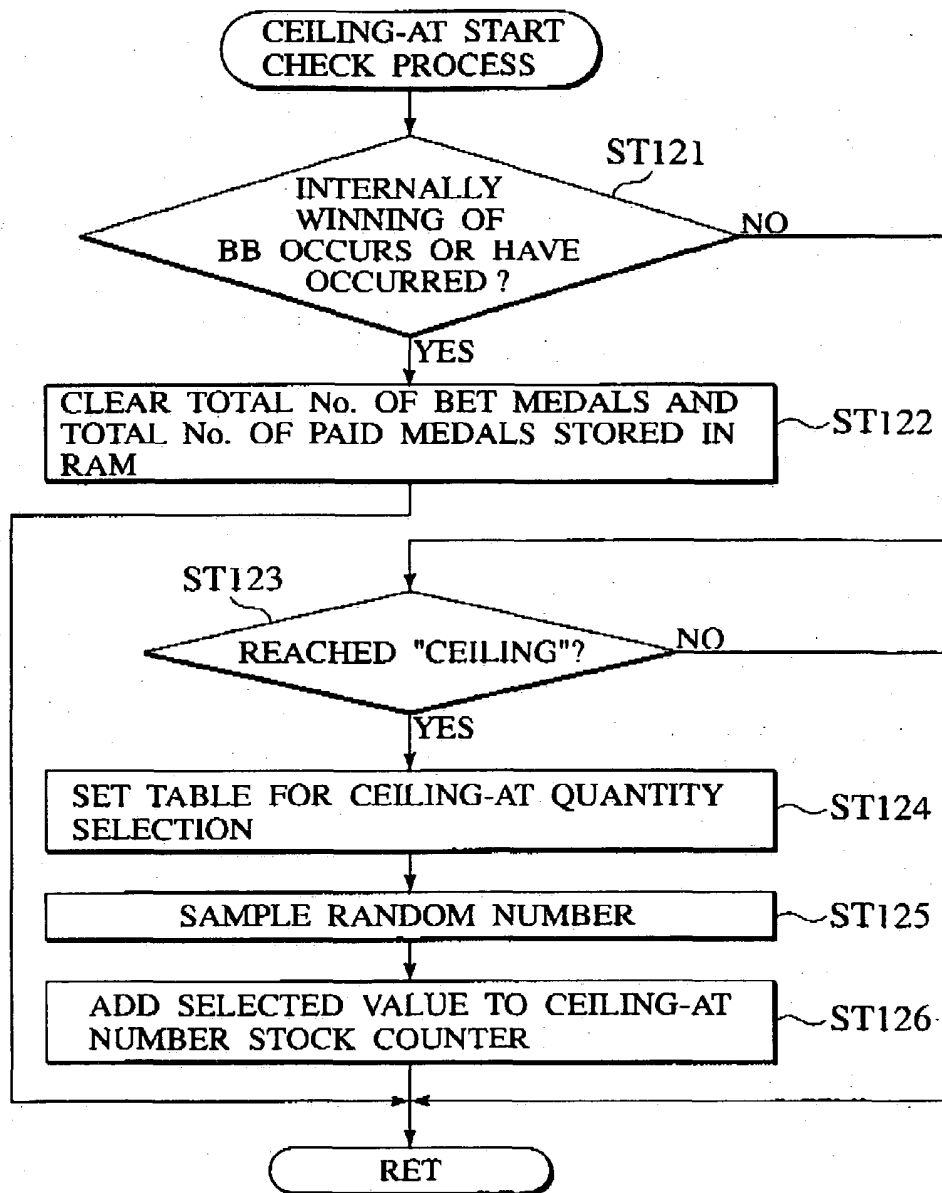 CEILING-AT START
CHECK PROCESS
ST121
INTERNALLY
WINNING OF
BB OCCURS OR HAVE
OCCURRED ?
NO
YES
CLEAR TOTAL No. OF BET MEDALS AND
TOTAL No. OF PAID MEDALS STORED IN
RAM
ST122
ST123
REACHED "CEILING"?
NO
YES
SET TABLE FOR CEILING-AT QUANTITY
SELECTION
ST124
SAMPLE RANDOM NUMBER
ST125
ADD SELECTED VALUE TO CEILING-AT
NUMBER STOCK COUNTER
ST126
RET